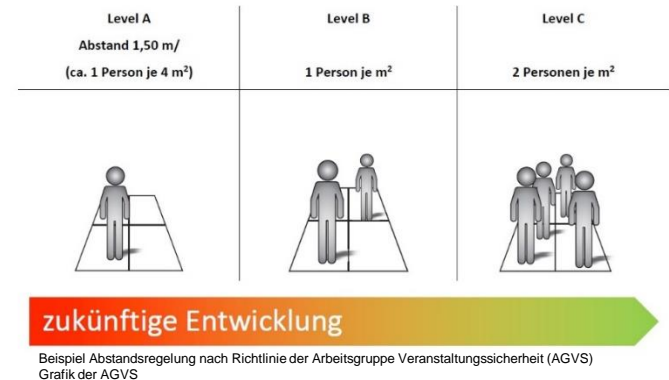 Level A
Abstand 1,50 m/
(ca. 1 Person je 4 m²)
Level B
1 Person je m²
Level C
2 Personen je m²
zukünftige Entwicklung
Beispiel Abstandsregelung nach Richtlinie der Arbeitsgruppe Veranstaltungssicherheit (AGVS)
Grafik der AGVS